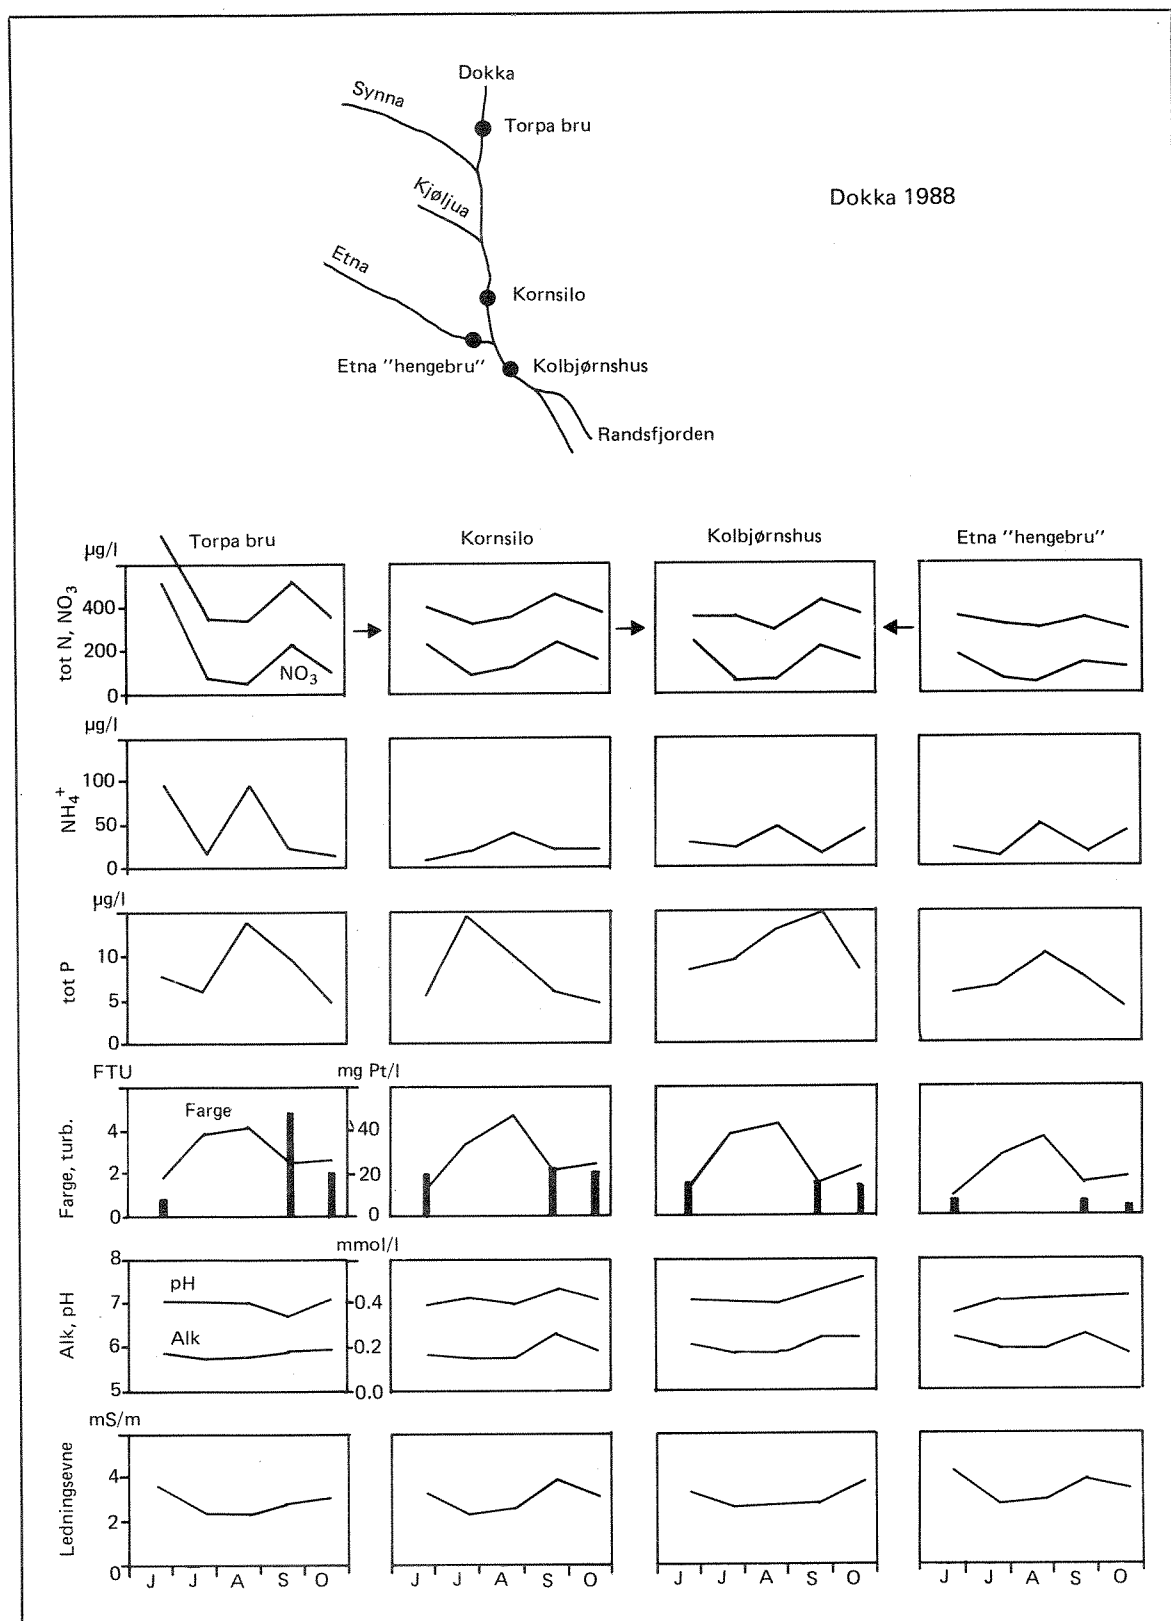 Dokka
Synna
Torpa bru
Kjøljua
Dokka 1988
Etna
Kornsilo
Etna "hengebru"
Kolbjørnshus
Randsfjorden
Torpa bru
Kornsilo
Kolbjørnshus
Etna "hengebru"
µg/l
tot N, NO₃
400
200
0
NO₃
µg/l
NH₄⁺
100
50
0
µg/l
tot P
10
5
0
FTU
mg Pt/l
Farge, turb.
Farge
4
2
0
40
20
0
mmol/l
Alk, pH
8
7
6
5
pH
Alk
0.4
0.2
0.0
mS/m
Ledningsevne
4
2
0
J J A S O
J J A S O
J J A S O
J J A S O